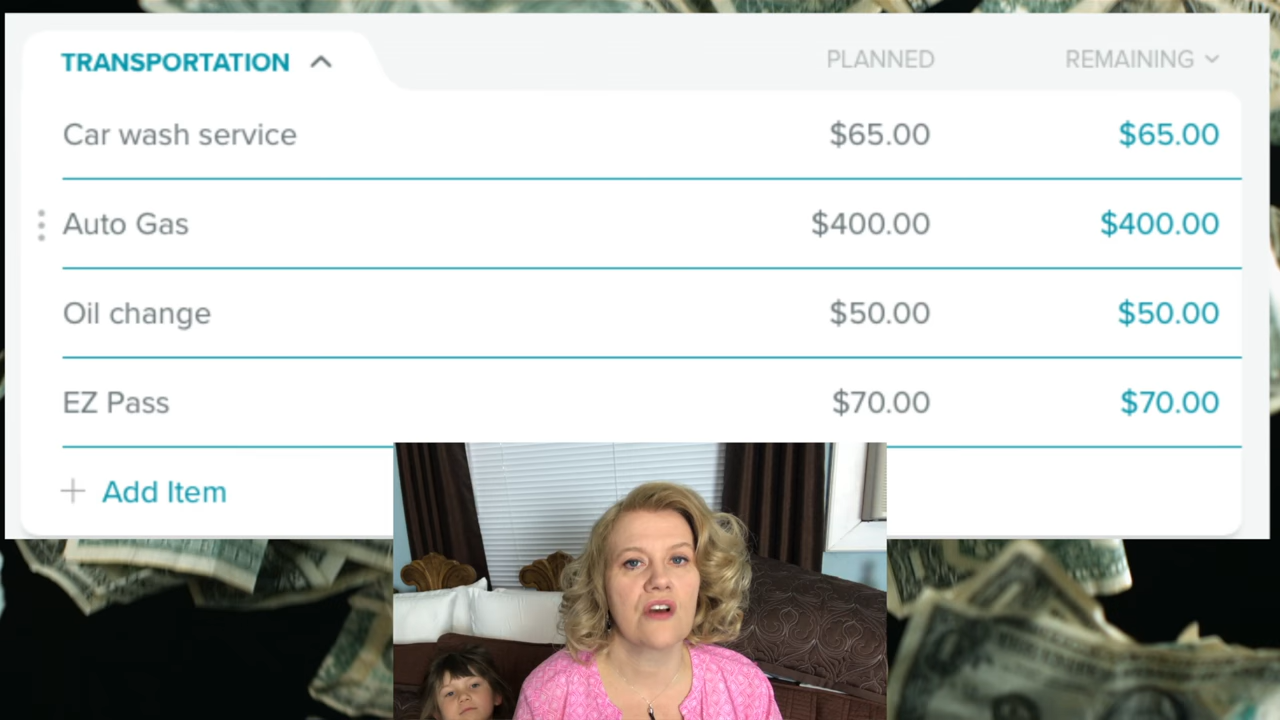 TRANSPORTATION PLANNED REMAINING
Car wash service $65.00 $65.00
Auto Gas $400.00 $400.00
Oil change $50.00 $50.00
EZ Pass $70.00 $70.00
+ Add Item